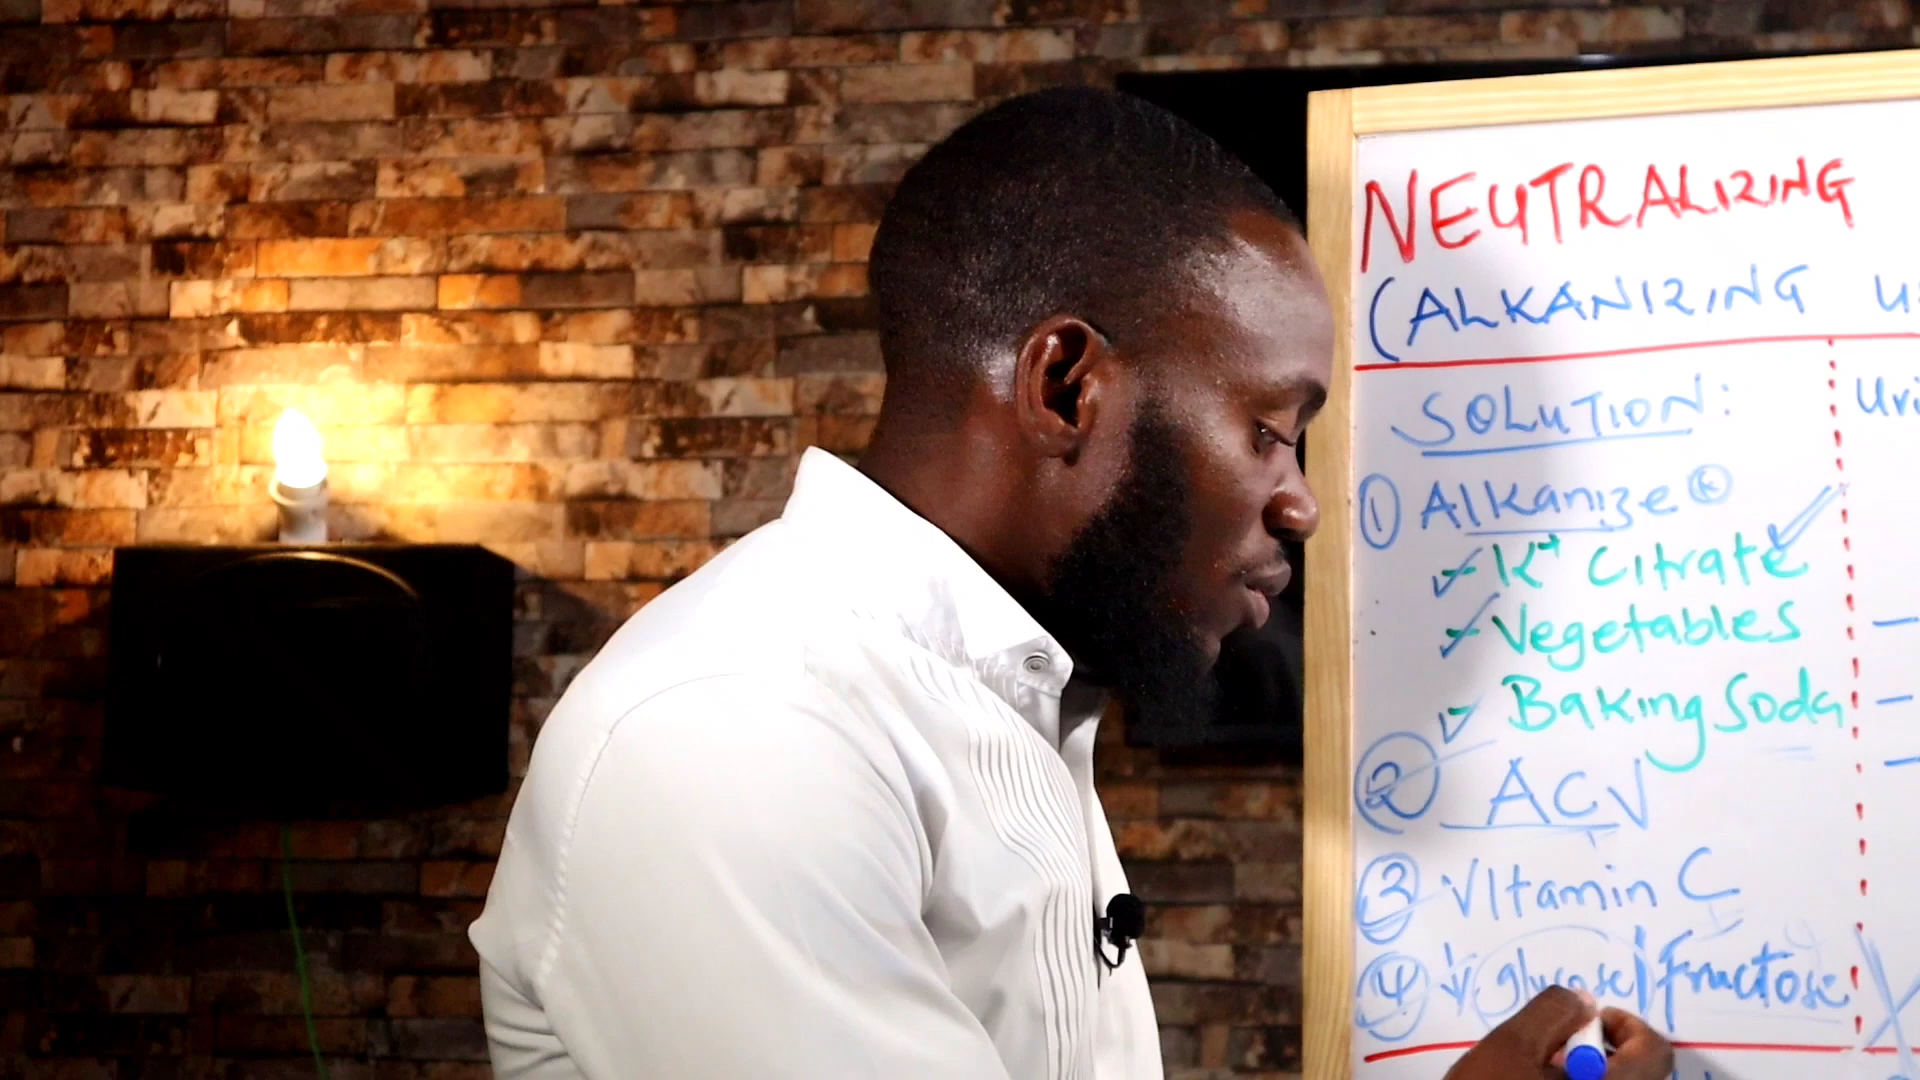 NEUTRALIZING
(ALKANIZING U
SOLUTION: Uri
① Alkanize Ⓚ
- K+ Citrate
- Vegetables
- Baking Soda
② ACV
③ Vitamin C
④ ↓ glucose/fructose